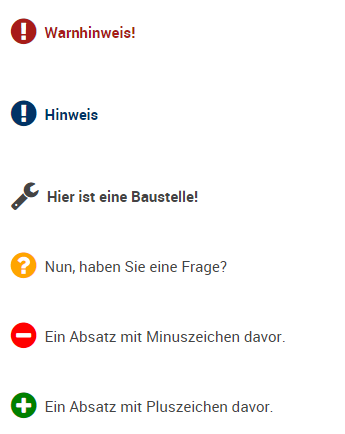 Warnhinweis!
Hinweis
Hier ist eine Baustelle!
Nun, haben Sie eine Frage?
Ein Absatz mit Minuszeichen davor.
Ein Absatz mit Pluszeichen davor.